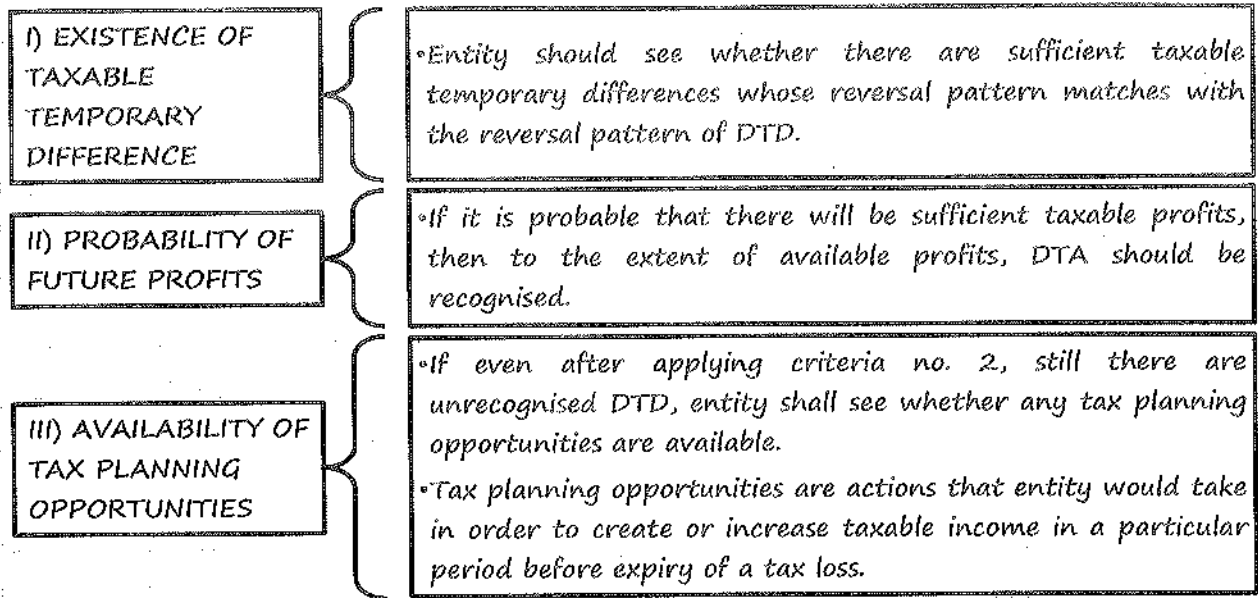 I) EXISTENCE OF
TAXABLE
TEMPORARY
DIFFERENCE
•Entity should see whether there are sufficient taxable
temporary differences whose reversal pattern matches with
the reversal pattern of DTD.
II) PROBABILITY OF
FUTURE PROFITS
•If it is probable that there will be sufficient taxable profits,
then to the extent of available profits, DTA should be
recognised.
III) AVAILABILITY OF
TAX PLANNING
OPPORTUNITIES
•If even after applying criteria no. 2, still there are
unrecognised DTD, entity shall see whether any tax planning
opportunities are available.
•Tax planning opportunities are actions that entity would take
in order to create or increase taxable income in a particular
period before expiry of a tax loss.